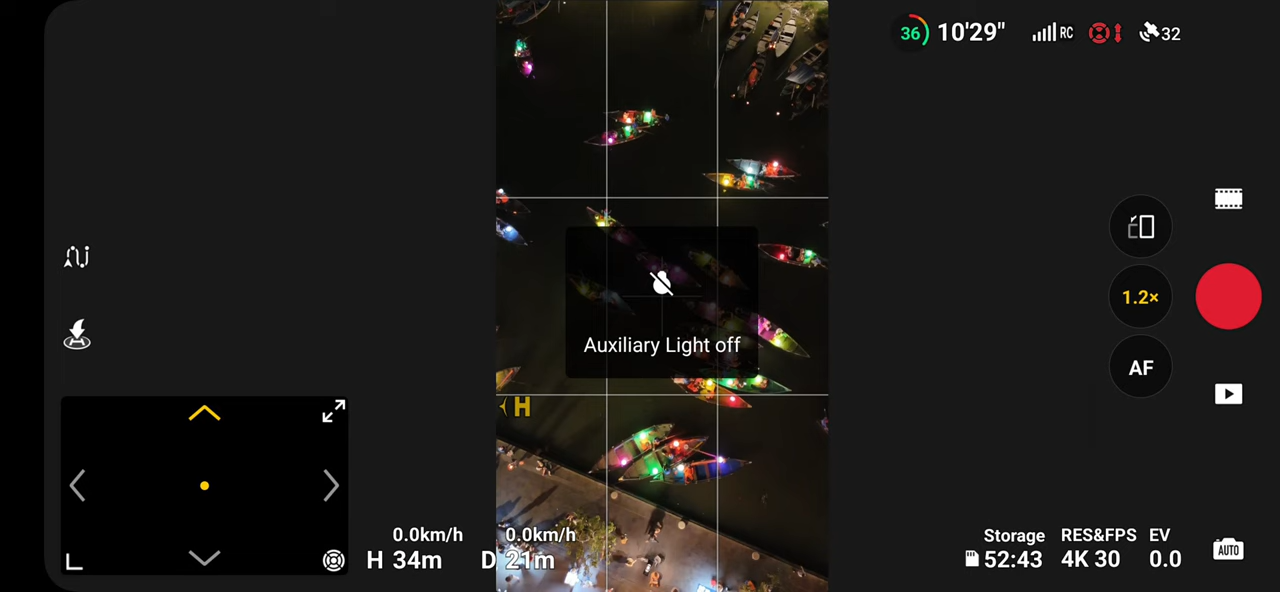 36 10'29" RC 32
1.2×
Auxiliary Light off
AF
H
0.0km/h 0.0km/h
H 34m D 21m
Storage RES&FPS EV
52:43 4K 30 0.0
AUTO